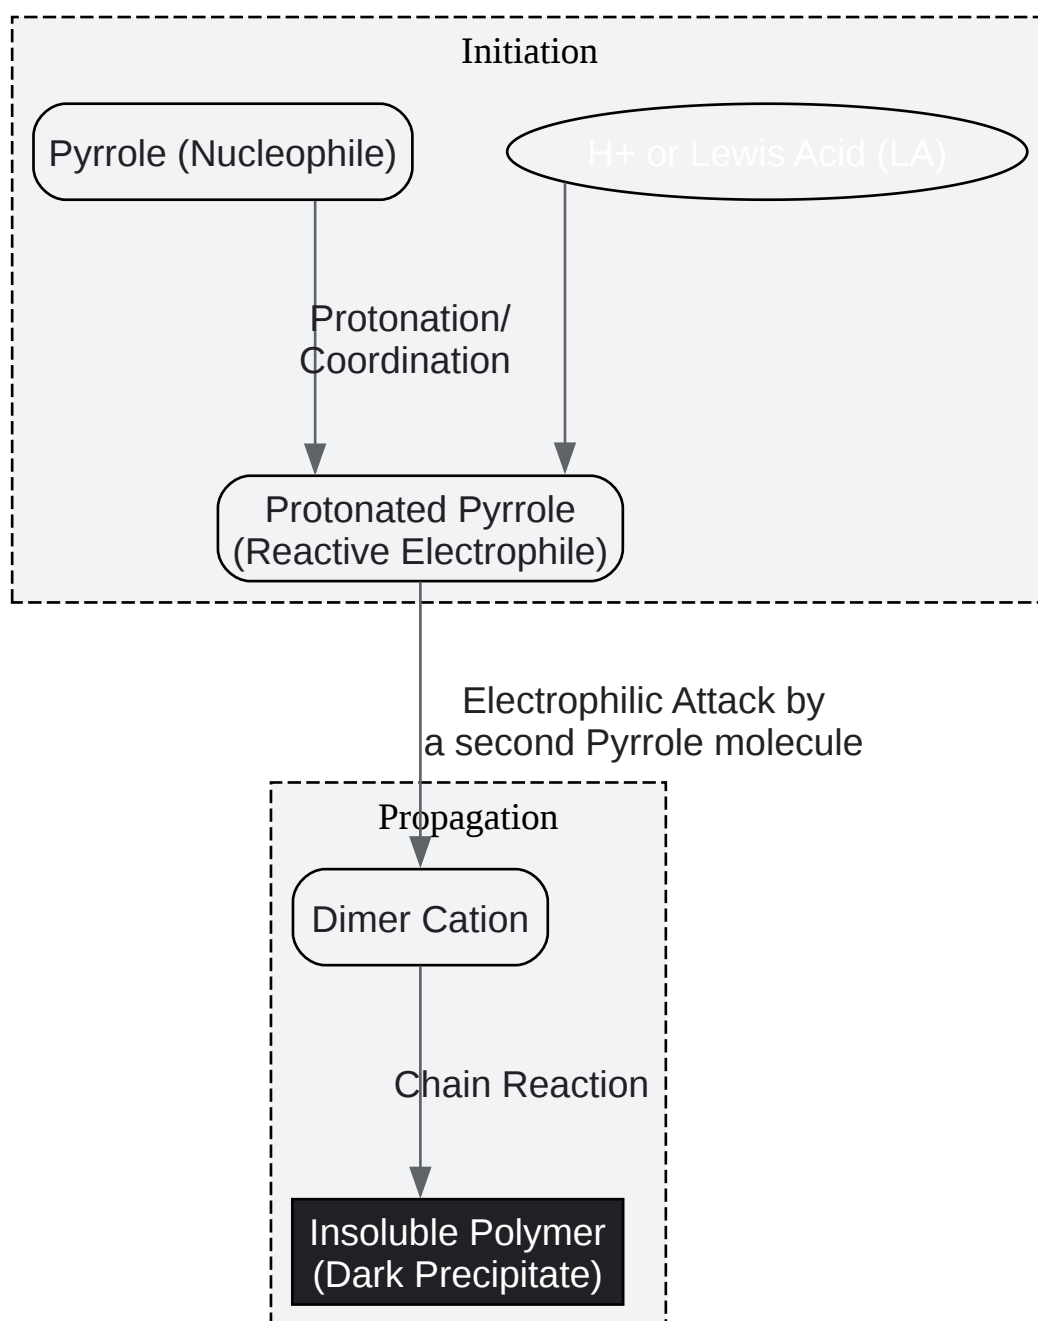 Initiation
Pyrrole (Nucleophile)
H+ or Lewis Acid (LA)
Protonation/
Coordination
Protonated Pyrrole
(Reactive Electrophile)
Electrophilic Attack by
a second Pyrrole molecule
Propagation
Dimer Cation
Chain Reaction
Insoluble Polymer
(Dark Precipitate)